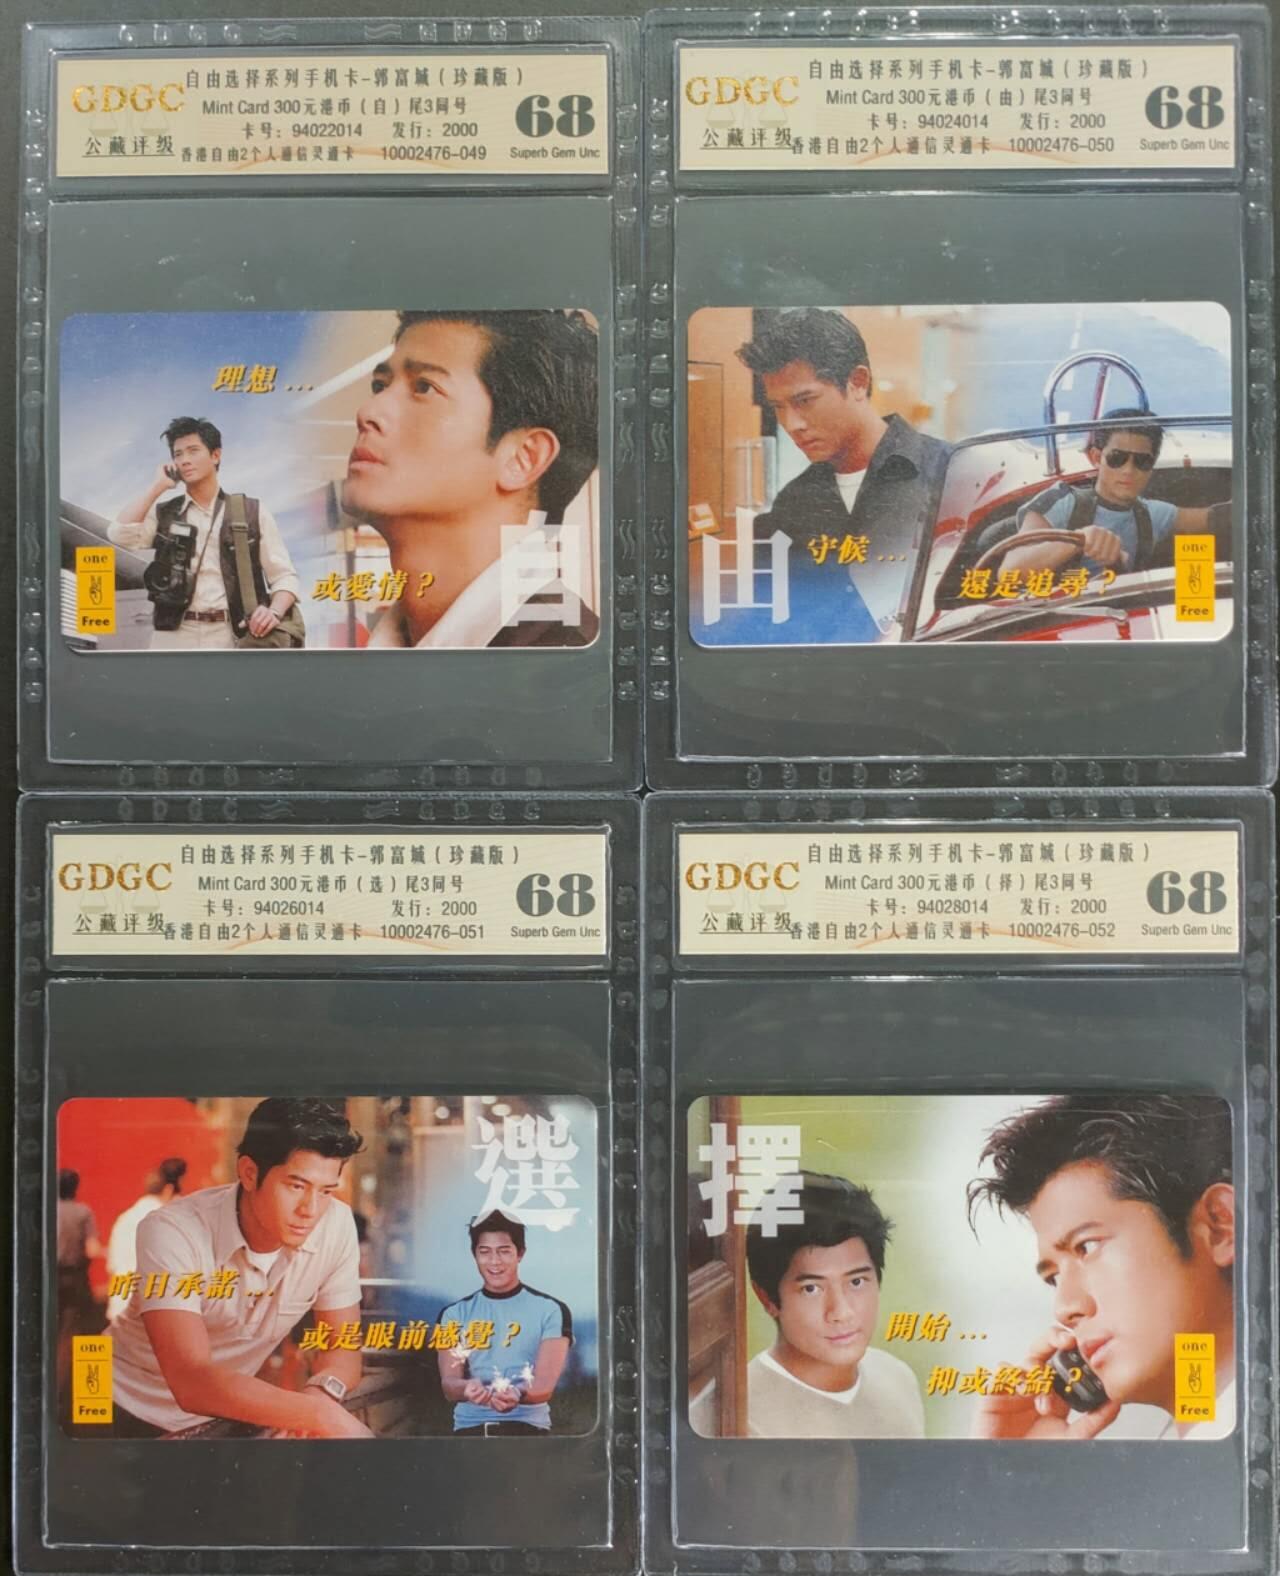 GDGC
公藏评级
自由选择系列手机卡-郭富城（珍藏版）
Mint Card 300元港币（自）尾3同号
卡号：94022014 发行：2000
香港自由2个人通信灵通卡 10002476-049
68
Superb Gem Unc
理想...
或愛情？
自
one
Free
GDGC
公藏评级
自由选择系列手机卡-郭富城（珍藏版）
Mint Card 300元港币（由）尾3同号
卡号：94024014 发行：2000
香港自由2个人通信灵通卡 10002476-050
68
Superb Gem Unc
由
守候...
還是追尋？
one
Free
GDGC
公藏评级
自由选择系列手机卡-郭富城（珍藏版）
Mint Card 300元港币（选）尾3同号
卡号：94026014 发行：2000
香港自由2个人通信灵通卡 10002476-051
68
Superb Gem Unc
選
昨日承諾...
或是眼前感覺？
one
Free
GDGC
公藏评级
自由选择系列手机卡-郭富城（珍藏版）
Mint Card 300元港币（择）尾3同号
卡号：94028014 发行：2000
香港自由2个人通信灵通卡 10002476-052
68
Superb Gem Unc
擇
開始...
抑或終結？
one
Free